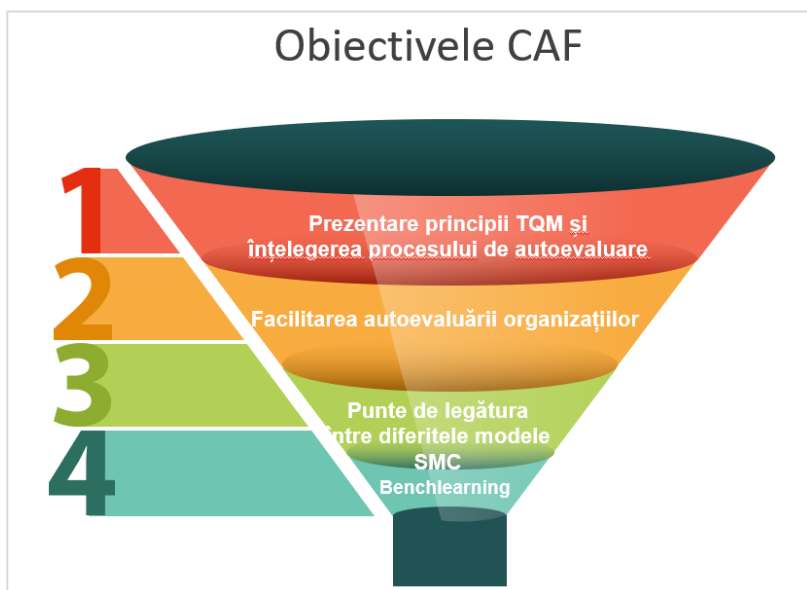 Obiectivele CAF
1
Prezentare principii TQM și
înțelegerea procesului de autoevaluare
2
Facilitarea autoevaluării organizațiilor
3
Punte de legătura
între diferitele modele
SMC
4
Benchlearning